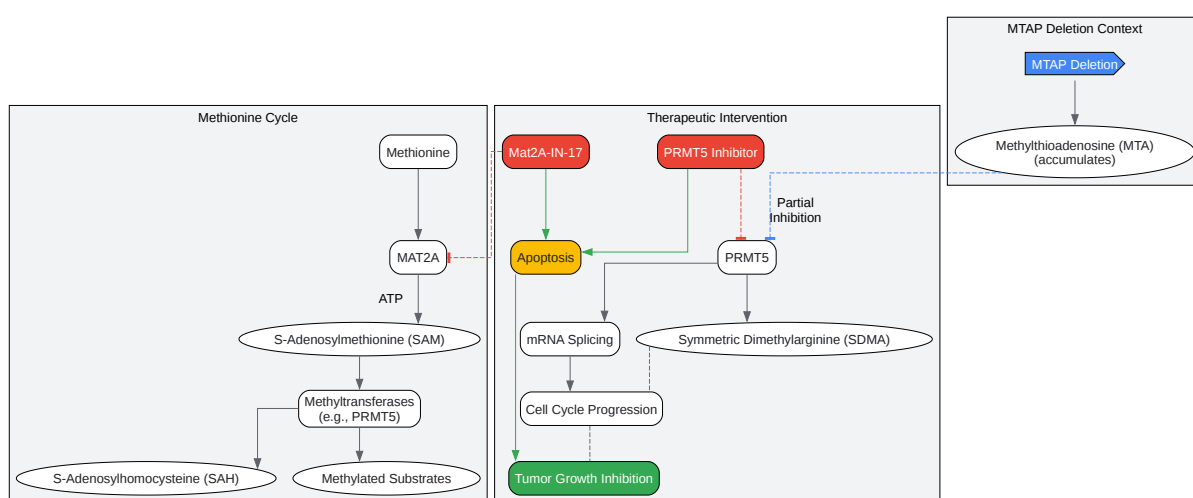 MTAP Deletion Context
MTAP Deletion
Methylthioadenosine (MTA)
(accumulates)
Methionine Cycle
Methionine
MAT2A
ATP
S-Adenosylmethionine (SAM)
Methyltransferases
(e.g., PRMT5)
S-Adenosylhomocysteine (SAH)
Methylated Substrates
Therapeutic Intervention
Mat2A-IN-17
PRMT5 Inhibitor
Partial
Inhibition
Apoptosis
PRMT5
mRNA Splicing
Symmetric Dimethylarginine (SDMA)
Cell Cycle Progression
Tumor Growth Inhibition